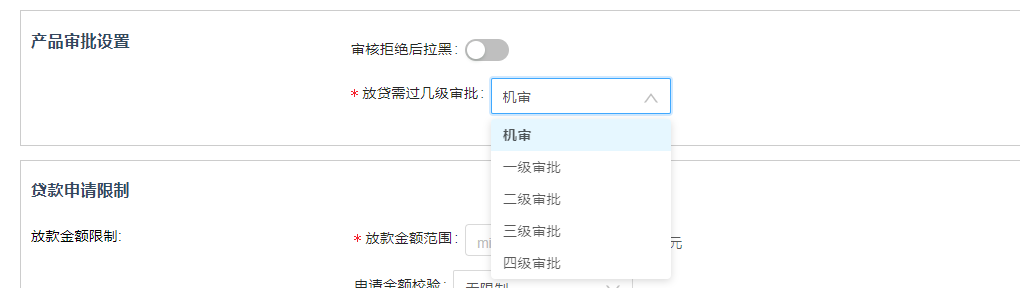 产品审批设置
审核拒绝后拉黑:
* 放贷需过几级审批: 机审
机审
一级审批
二级审批
三级审批
四级审批
贷款申请限制
放款金额限制:
* 放款金额范围: 元
申请金额校验: 无限制